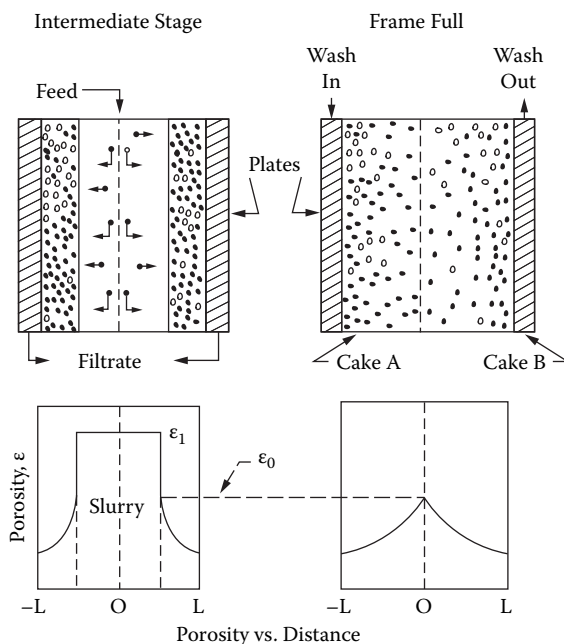 Intermediate Stage
Frame Full
Wash
In
Wash
Out
Feed
Plates
Filtrate
Cake A
Cake B
Porosity, ε
ε1
ε0
Slurry
−L
O
L
−L
O
L
Porosity vs. Distance